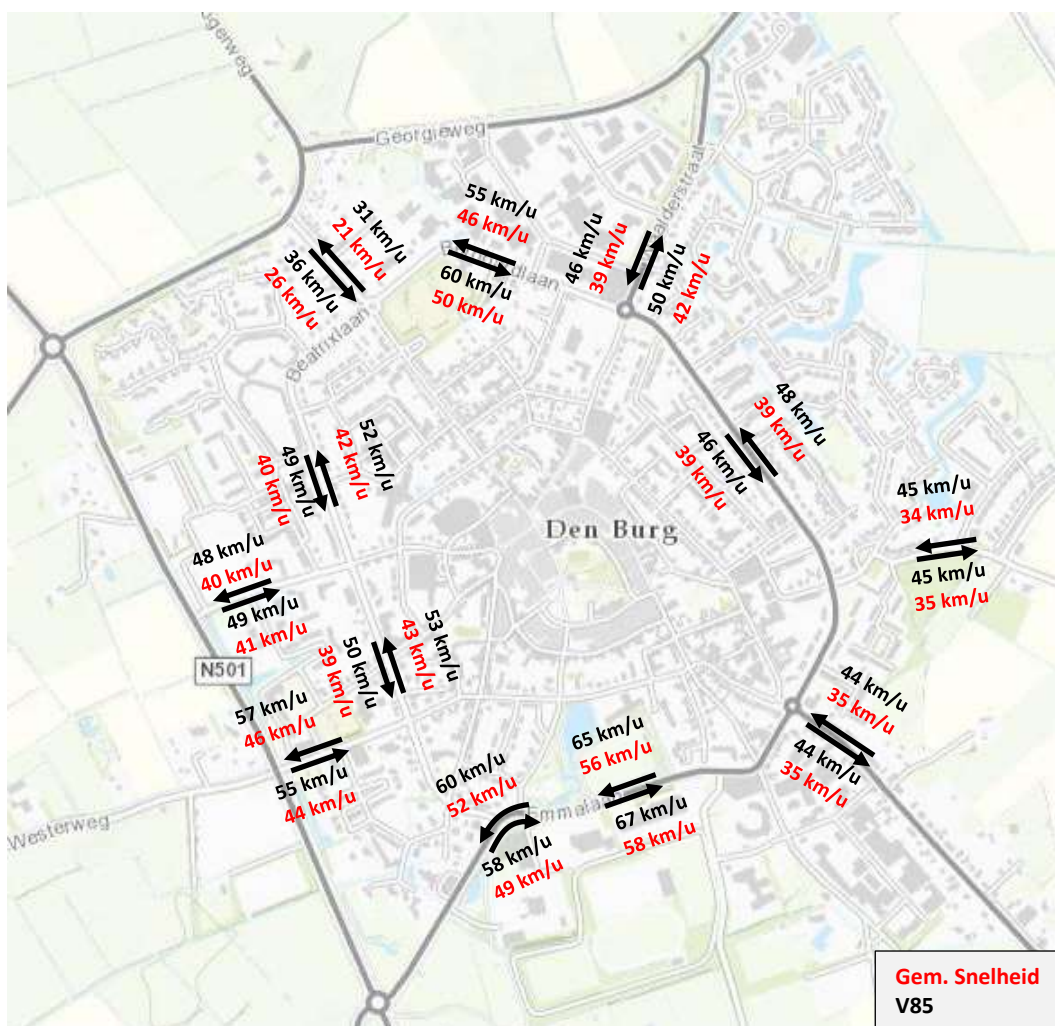 Georgieweg
55 km/u
46 km/u
60 km/u
50 km/u
31 km/u
21 km/u
36 km/u
26 km/u
46 km/u
39 km/u
50 km/u
42 km/u
Beatrixlaan
48 km/u
39 km/u
46 km/u
39 km/u
52 km/u
42 km/u
49 km/u
40 km/u
45 km/u
34 km/u
45 km/u
35 km/u
Den Burg
48 km/u
40 km/u
49 km/u
41 km/u
53 km/u
43 km/u
50 km/u
39 km/u
N501
44 km/u
35 km/u
44 km/u
35 km/u
57 km/u
46 km/u
55 km/u
44 km/u
65 km/u
56 km/u
67 km/u
58 km/u
60 km/u
52 km/u
58 km/u
49 km/u
Westerweg
Gem. Snelheid
V85